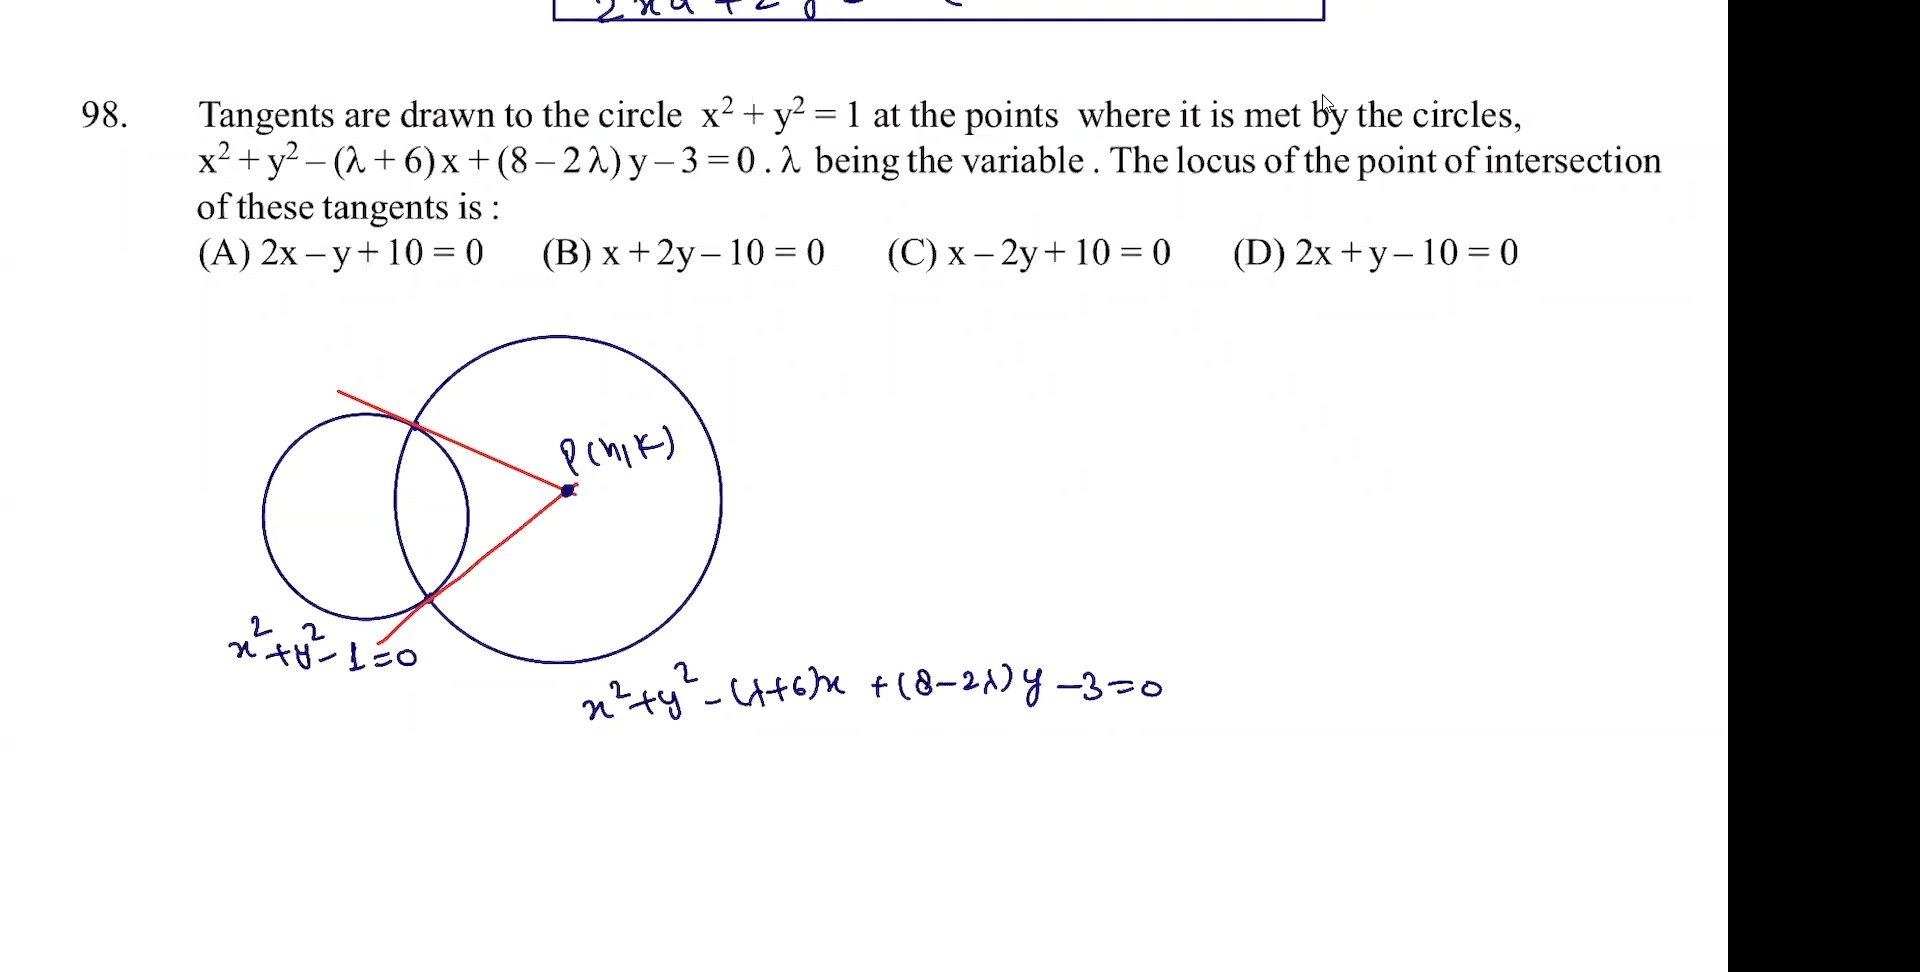 98. Tangents are drawn to the circle x² + y² = 1 at the points where it is met by the circles,
x² + y² – (λ + 6) x + (8 – 2 λ) y – 3 = 0 . λ being the variable . The locus of the point of intersection
of these tangents is :
(A) 2x – y + 10 = 0 (B) x + 2y – 10 = 0 (C) x – 2y + 10 = 0 (D) 2x + y – 10 = 0
P(h,k)
x²+y²-1=0
x²+y²-(λ+6)x +(8-2λ)y -3=0